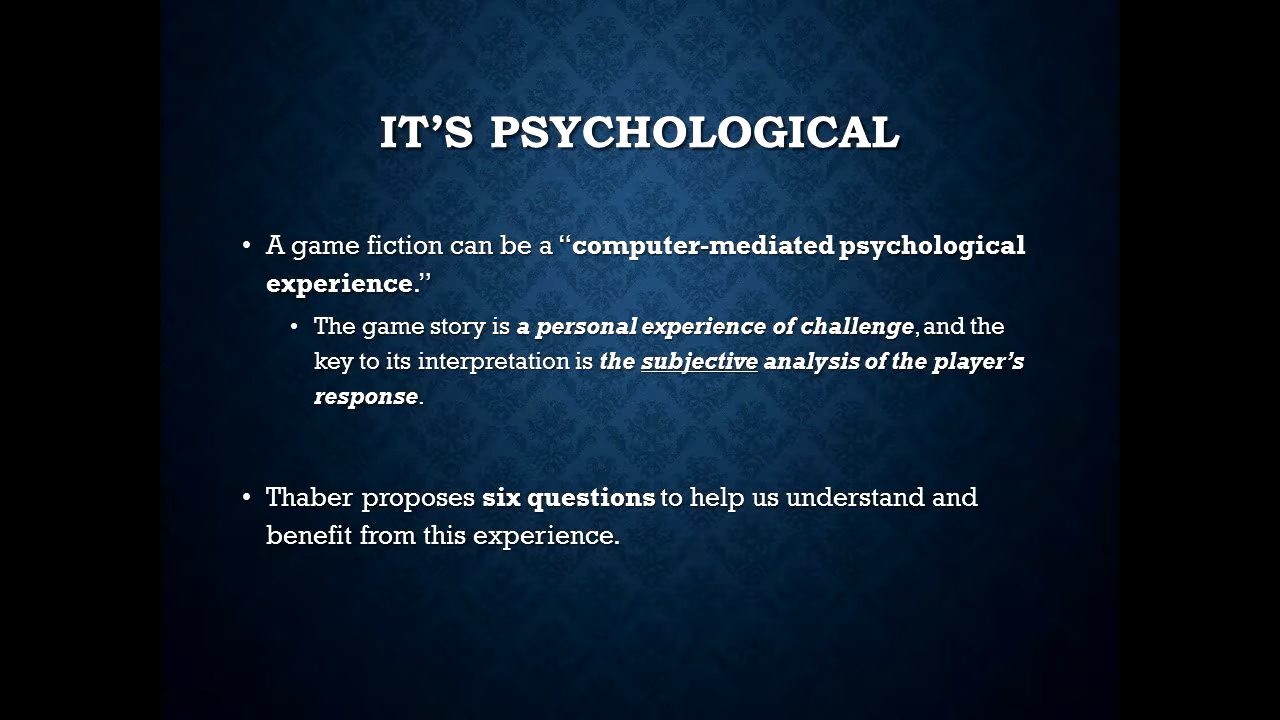 IT’S PSYCHOLOGICAL
• A game fiction can be a “computer-mediated psychological
experience.”
• The game story is a personal experience of challenge, and the
key to its interpretation is the subjective analysis of the player’s
response.
• Thaber proposes six questions to help us understand and
benefit from this experience.